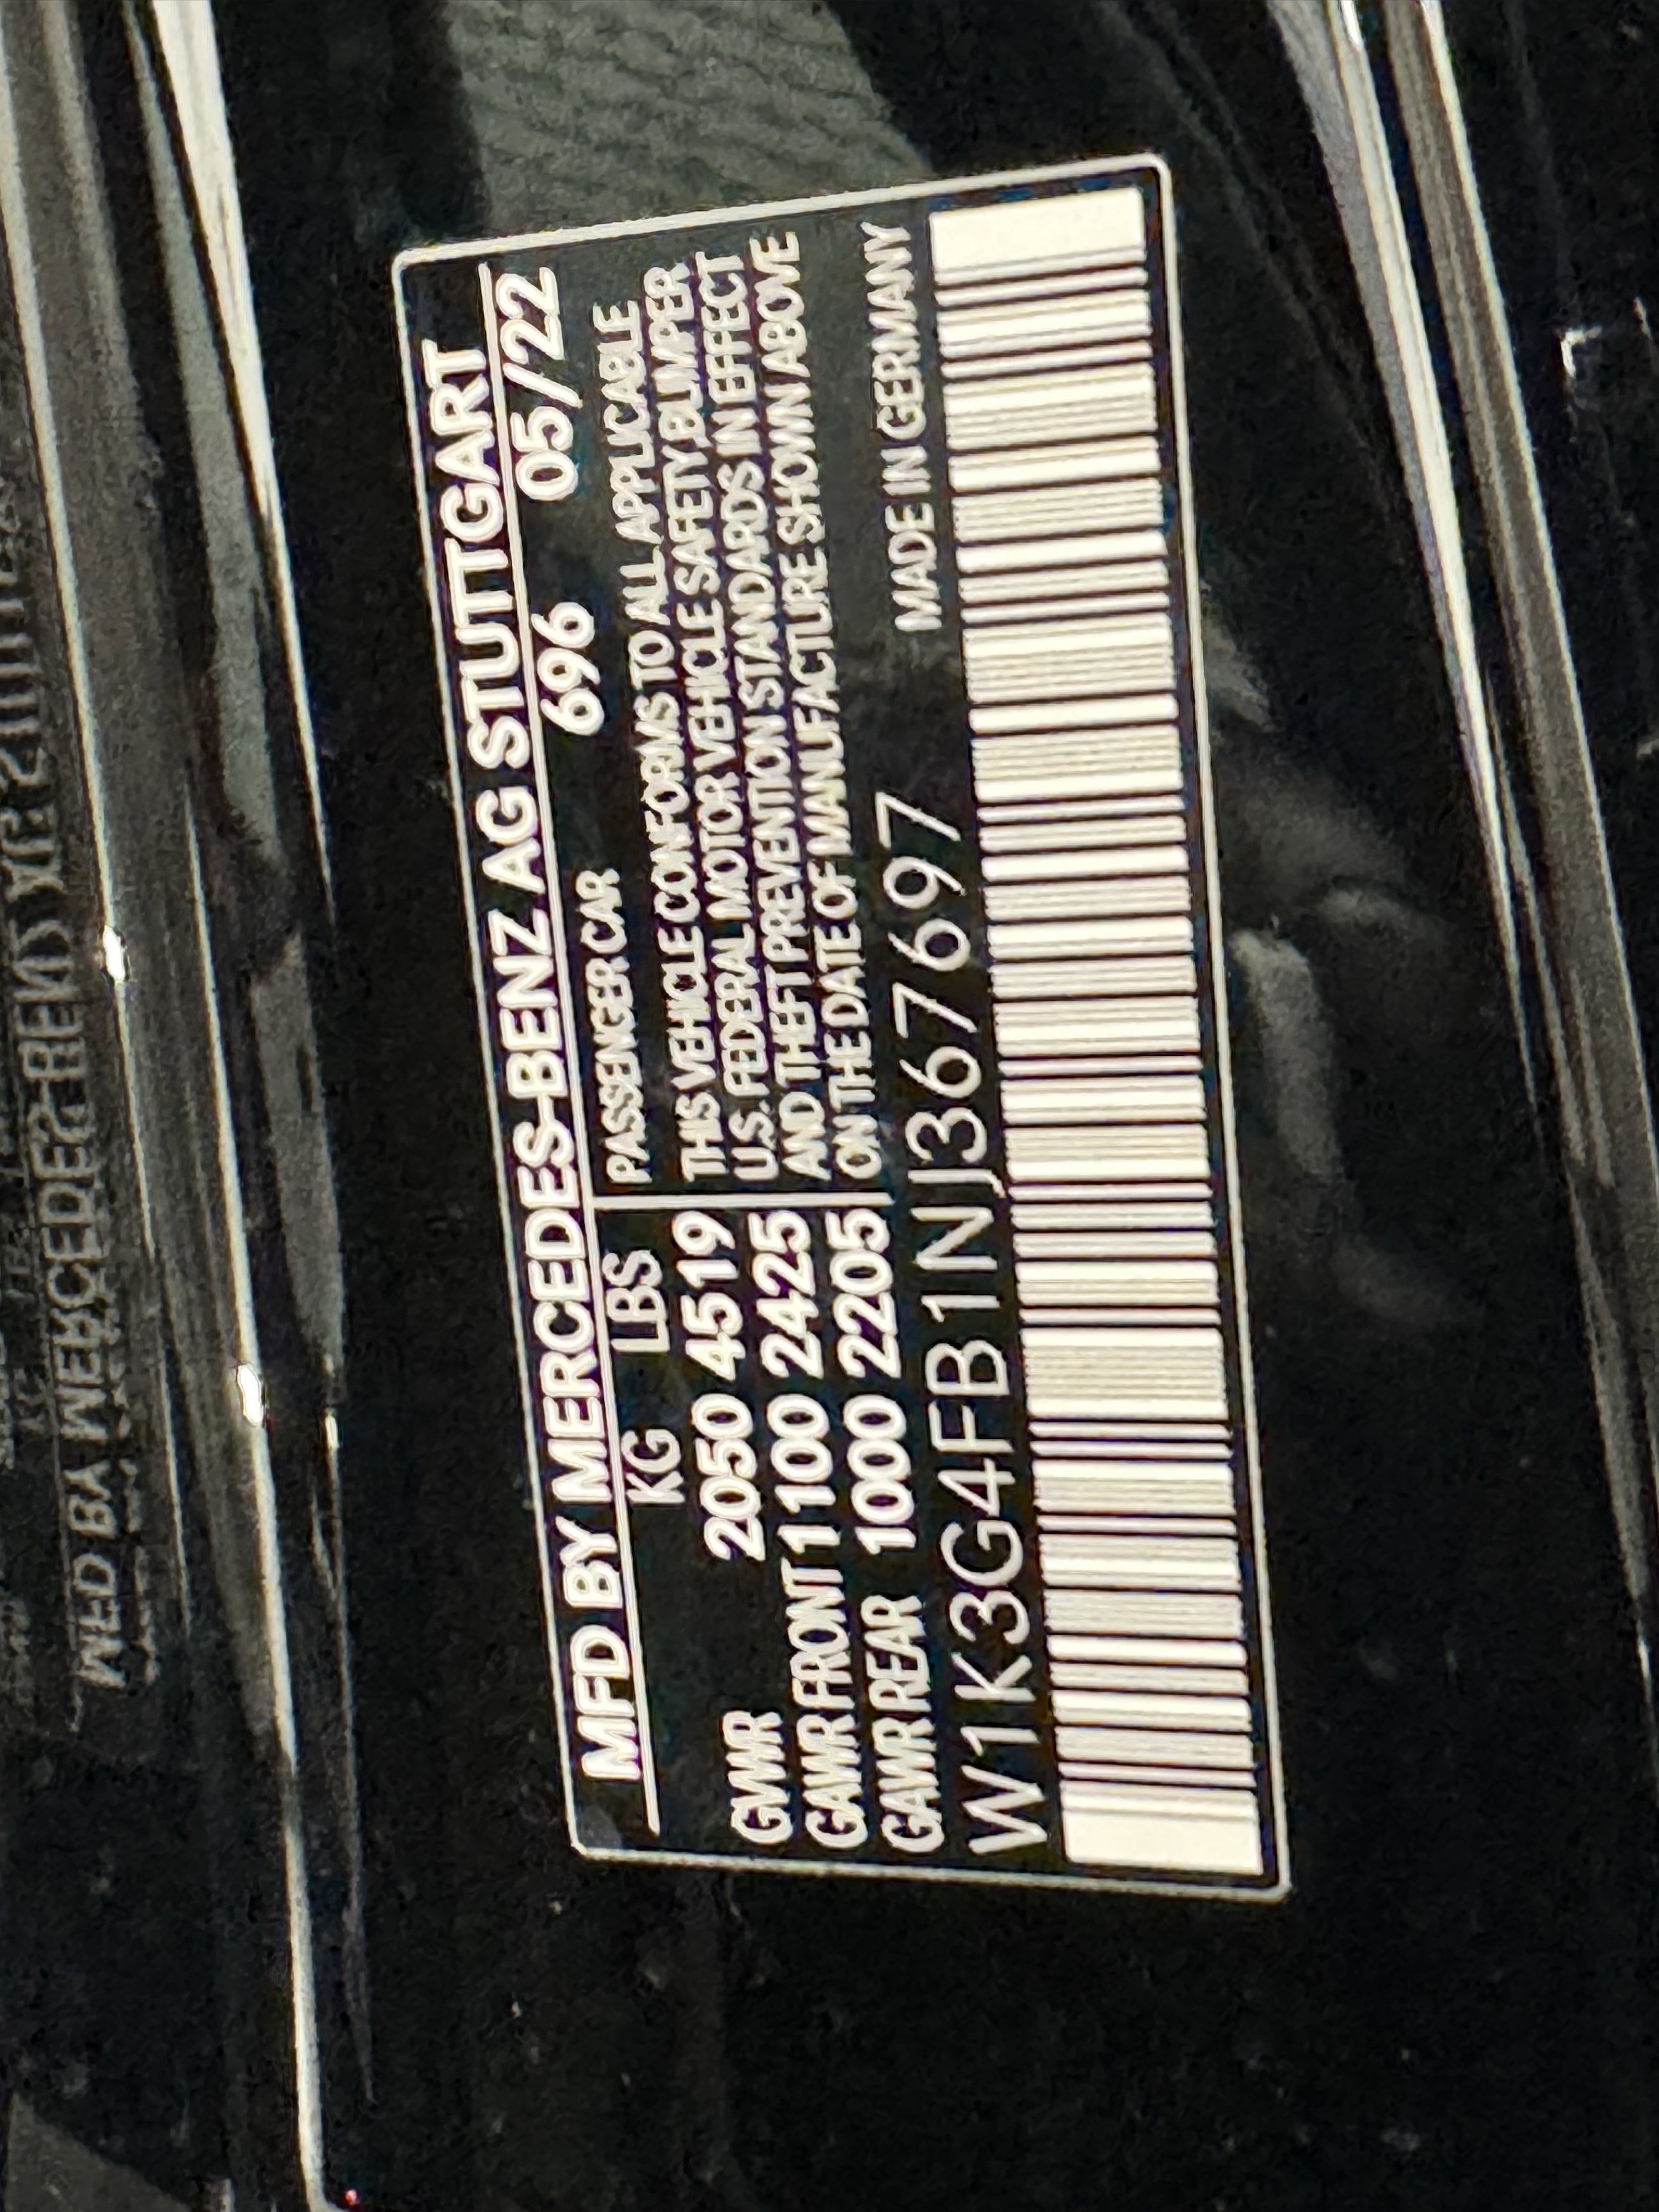 MFD BY MERCEDES-BENZ AG STUTTGART
KG LBS 696 05/22
PASSENGER CAR
GVWR 2050 4519
GAWR FRONT 1100 2425
GAWR REAR 1000 2205
THIS VEHICLE CONFORMS TO ALL APPLICABLE
U.S. FEDERAL MOTOR VEHICLE SAFETY,BUMPER
AND THEFT PREVENTION STANDARDS IN EFFECT
ON THE DATE OF MANUFACTURE SHOWN ABOVE
MADE IN GERMANY
W1K3G4FB1NJ367697